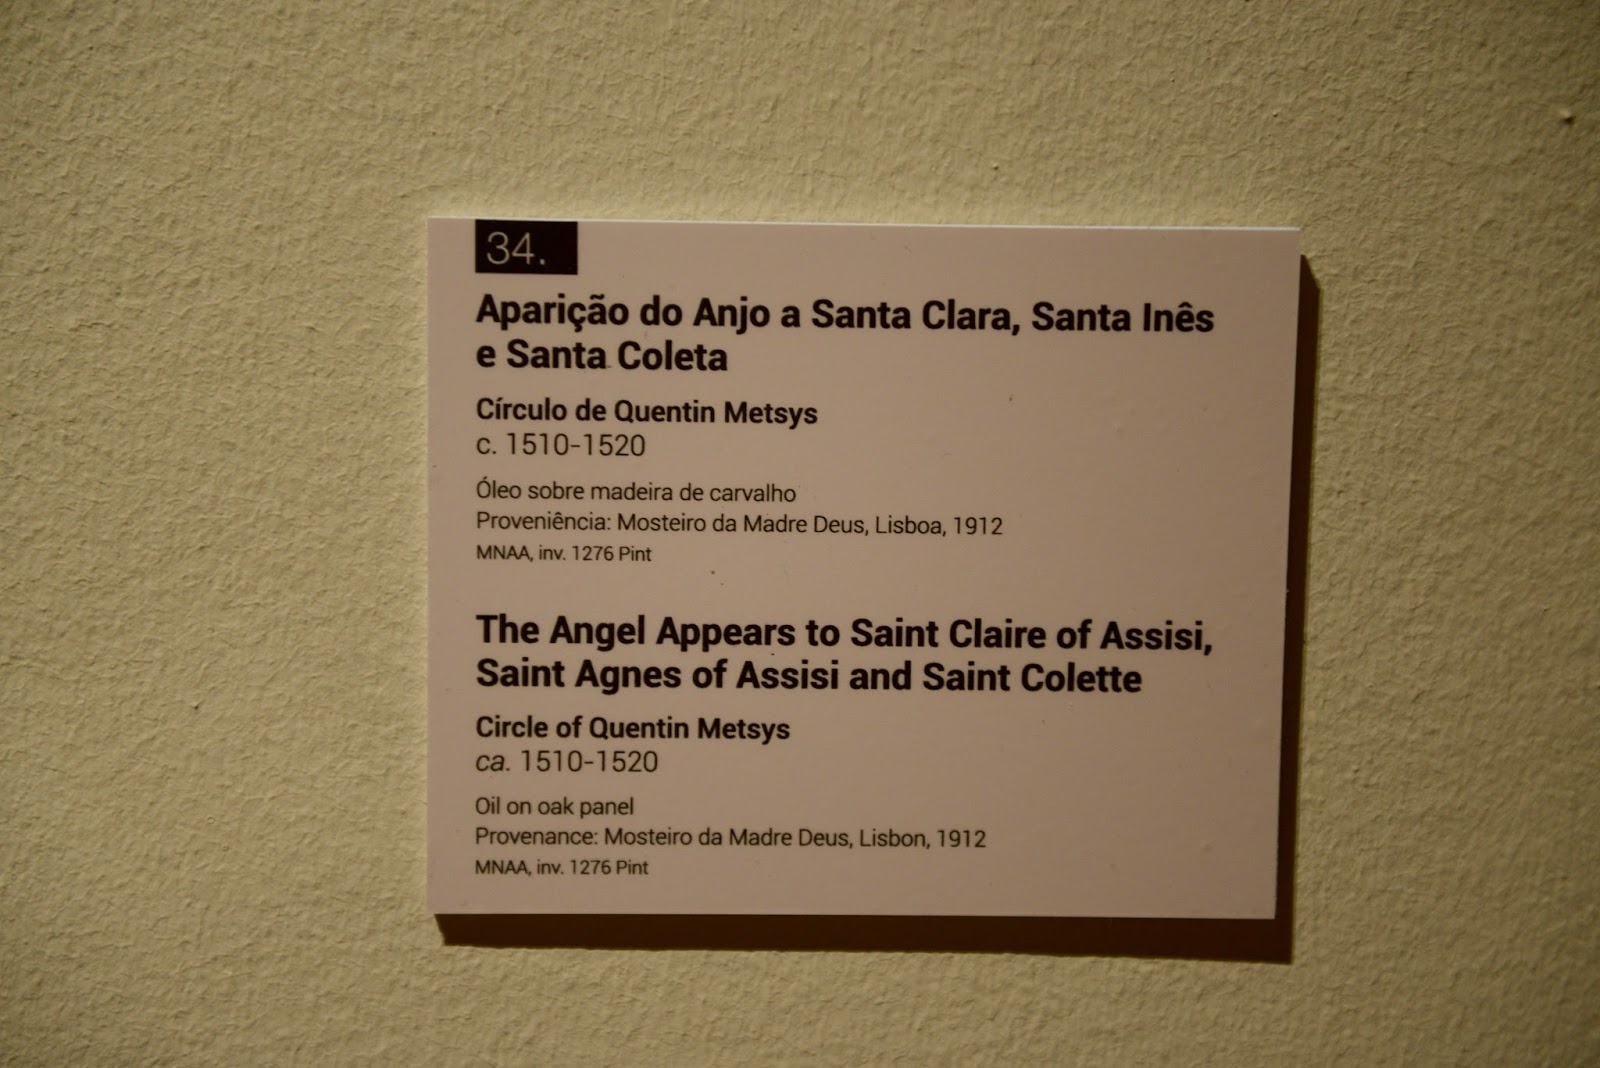 34.
Aparição do Anjo a Santa Clara, Santa Inês
e Santa Coleta
Círculo de Quentin Metsys
c. 1510-1520
Óleo sobre madeira de carvalho
Proveniência: Mosteiro da Madre Deus, Lisboa, 1912
MNAA, inv. 1276 Pint
The Angel Appears to Saint Claire of Assisi,
Saint Agnes of Assisi and Saint Colette
Circle of Quentin Metsys
ca. 1510-1520
Oil on oak panel
Provenance: Mosteiro da Madre Deus, Lisbon, 1912
MNAA, inv. 1276 Pint